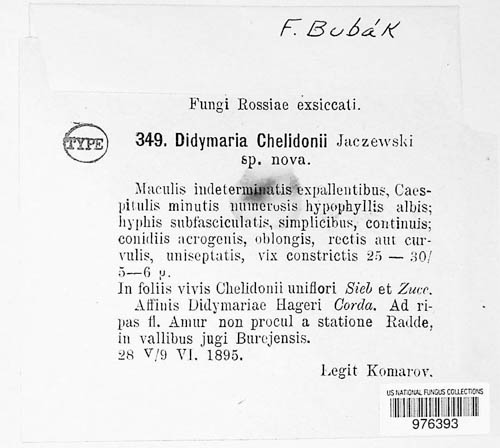 F. Bubák
Fungi Rossiae exsiccati.
TYPE
349. Didymaria Chelidonii Jaczewski
sp. nova.
Maculis indeterminatis expallentibus, Caes-
pitulis minutis numerosis hypophyllis albis;
hyphis subfasciculatis, simplicibus, continuis;
conidiis acrogenis, oblongis, rectis aut cur-
vulis, uniseptatis, vix constrictis 25 — 30/
5—6 μ.
In foliis vivis Chelidonii uniflori Sieb et Zucc.
Affinis Didymariae Hageri Corda. Ad ri-
pas fl. Amur non procul a statione Radde,
in vallibus jugi Burejensis.
28 V/9 VI. 1895.
Legit Komarov.
US NATIONAL FUNGUS COLLECTIONS
976393